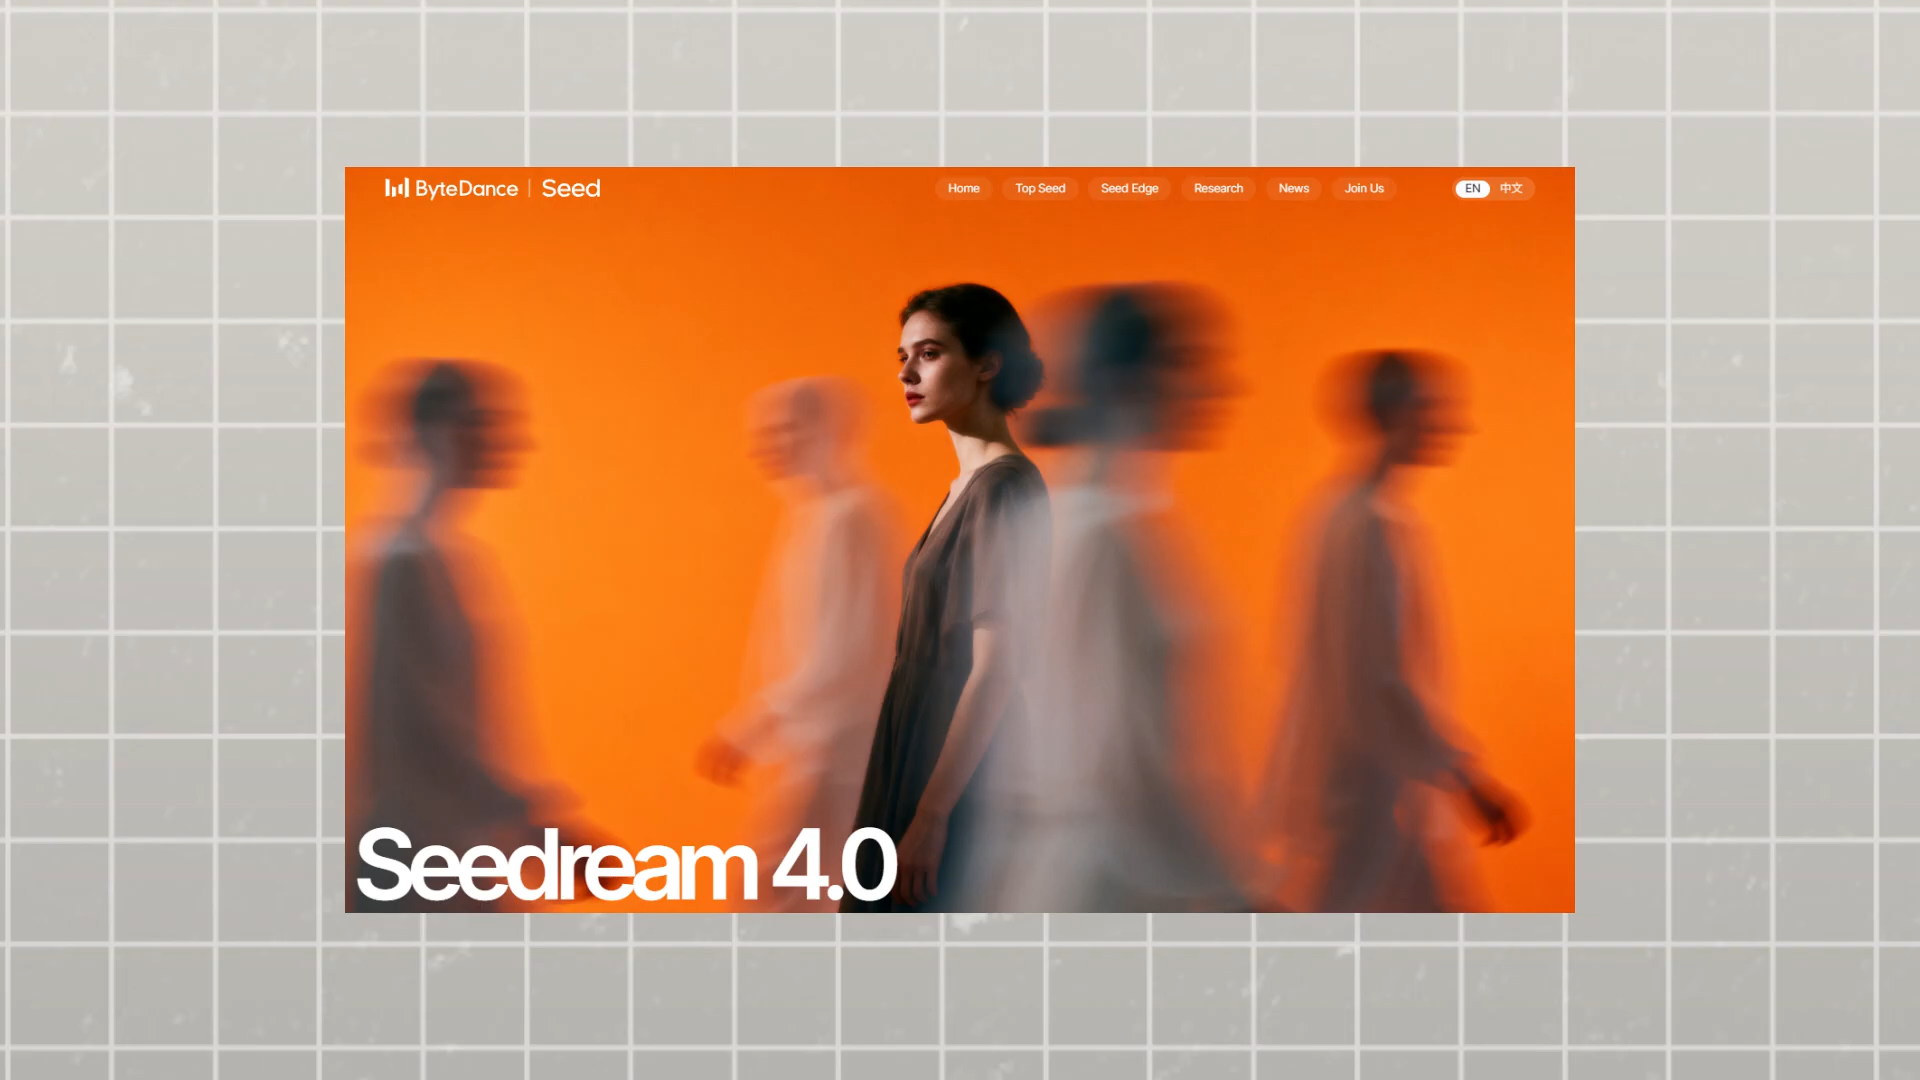 ByteDance | Seed
Home Top Seed Seed Edge Research News Join Us EN 中文
Seedream 4.0